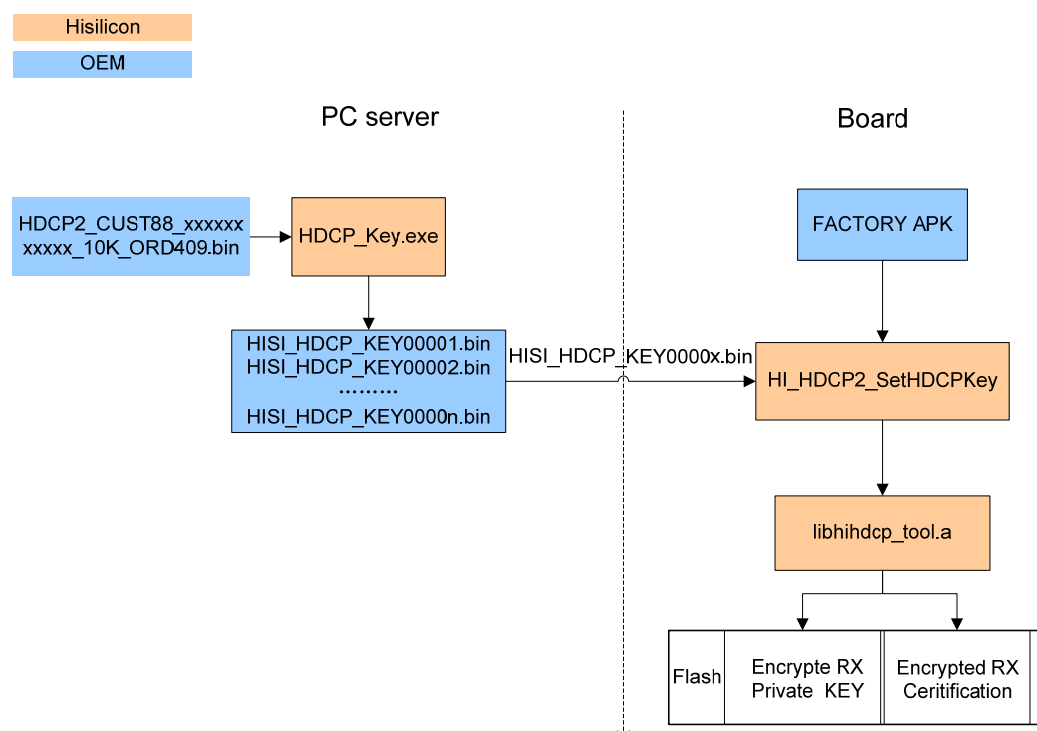 Hisilicon
OEM
PC server
Board
HDCP2_CUST88_xxxxxx
xxxxx_10K_ORD409.bin
HDCP_Key.exe
FACTORY APK
HISI_HDCP_KEY00001.bin
HISI_HDCP_KEY00002.bin
………
HISI_HDCP_KEY0000n.bin
HISI_HDCP_KEY0000x.bin
HI_HDCP2_SetHDCPKey
libhihdcp_tool.a
Flash
Encrypte RX
Private KEY
Encrypted RX
Ceritification